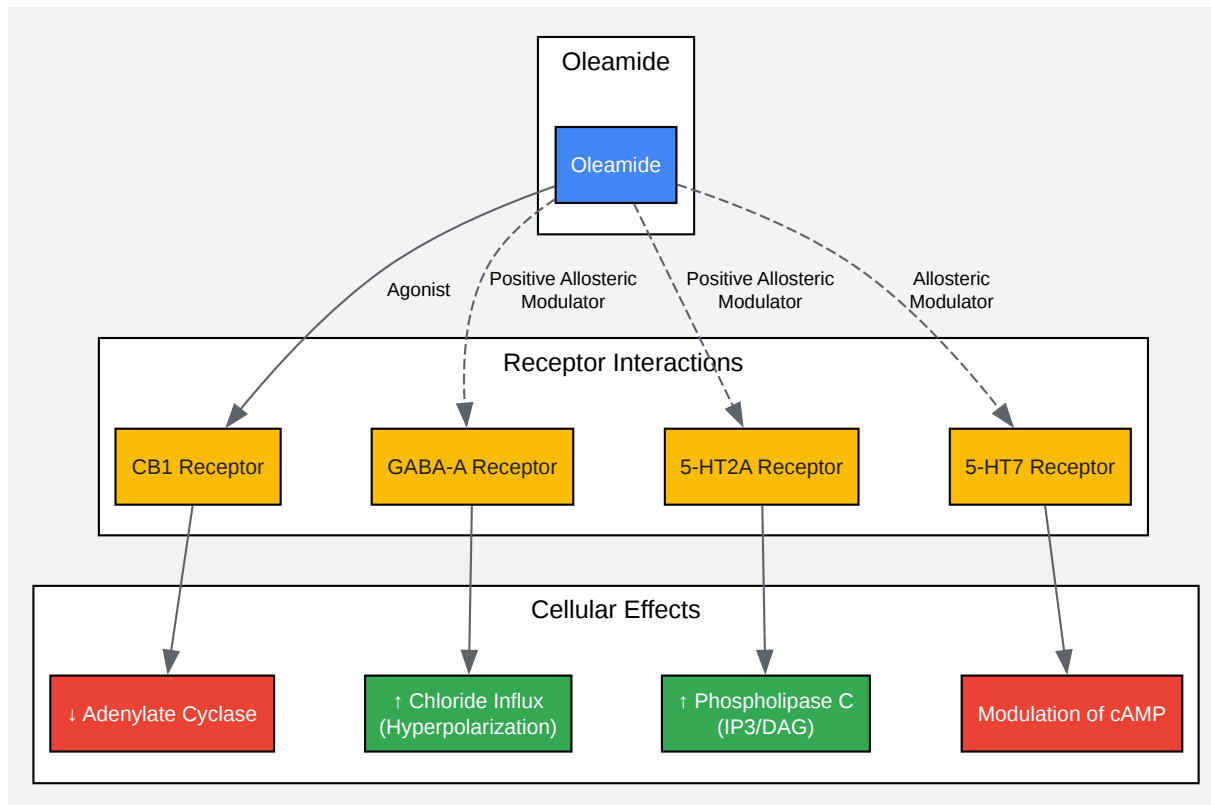 Oleamide
Oleamide
Agonist
Positive Allosteric
Modulator
Positive Allosteric
Modulator
Allosteric
Modulator
Receptor Interactions
CB1 Receptor
GABA-A Receptor
5-HT2A Receptor
5-HT7 Receptor
Cellular Effects
↓ Adenylate Cyclase
↑ Chloride Influx
(Hyperpolarization)
↑ Phospholipase C
(IP3/DAG)
Modulation of cAMP